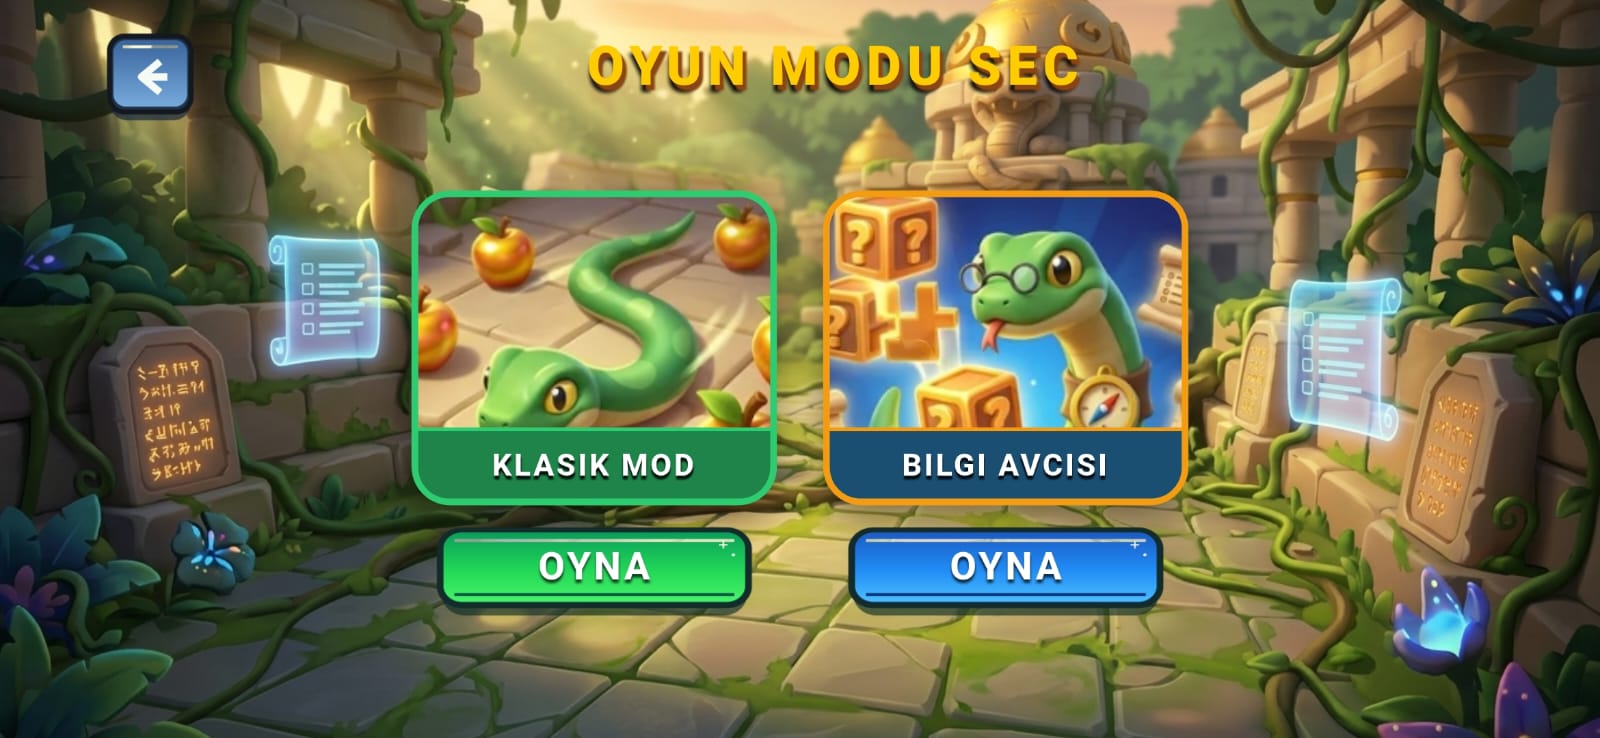 OYUN MODU SEC
KLASIK MOD
BILGI AVCISI
OYNA
OYNA